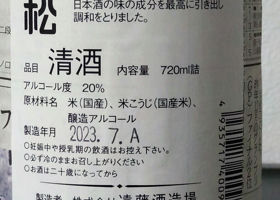 松
日本酒の味の成分を最高に引き出し
調和をとりました。
品目 清酒 内容量 720ml詰
アルコール度 20%
原材料名 米(国産)、米こうじ(国産米)、
醸造アルコール
製造年月 2023.7.A
○妊娠中や授乳期の飲酒はお控え下さい。
○必ず冷のままお召し上がりください
○お酒は二十歳になってから
製造者 株式会社遠藤酒造場